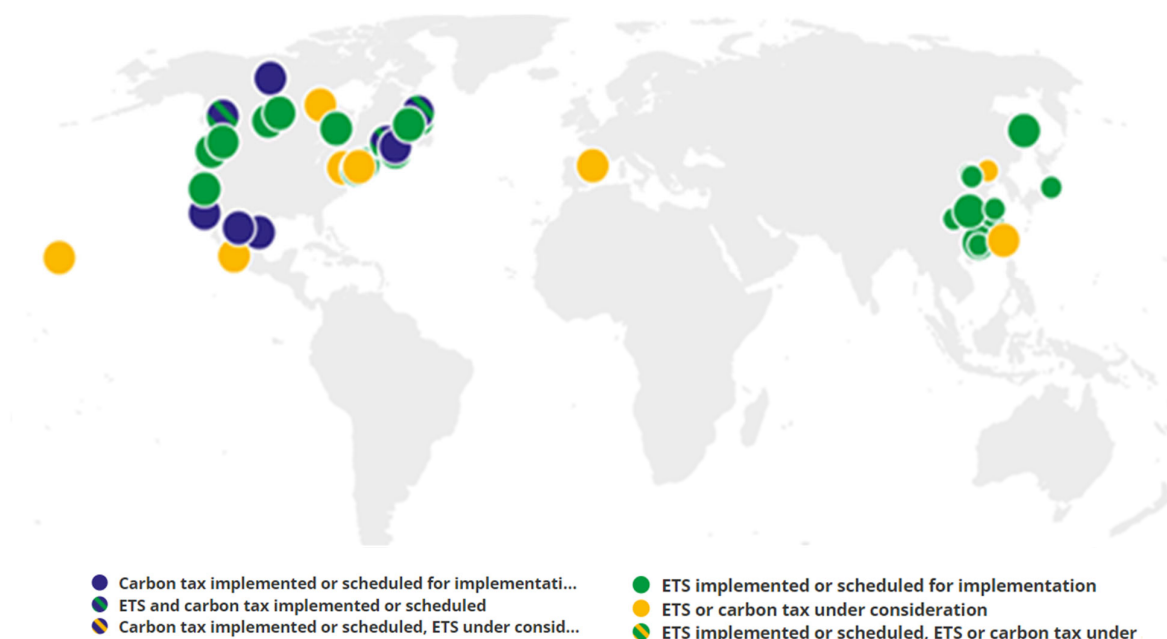 Carbon tax implemented or scheduled for implementati...
ETS and carbon tax implemented or scheduled
Carbon tax implemented or scheduled, ETS under consid...
ETS implemented or scheduled for implementation
ETS or carbon tax under consideration
ETS implemented or scheduled, ETS or carbon tax under